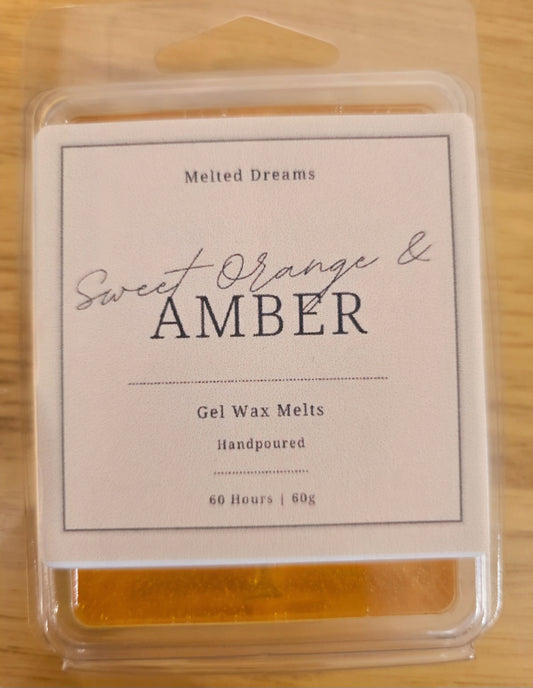 Melted Dreams
Sweet Orange &
AMBER
Gel Wax Melts
Handpoured
60 Hours | 60g